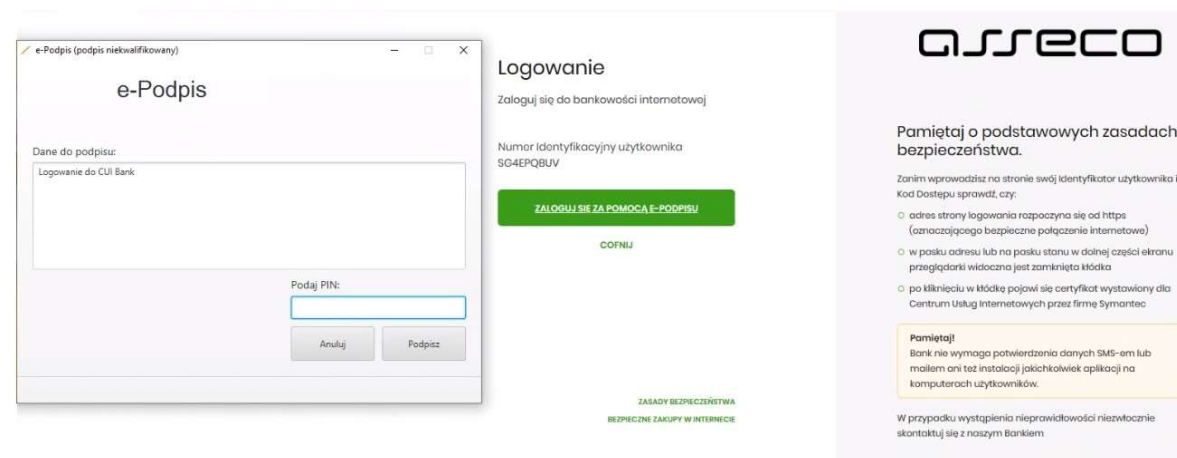 e-Podpis (podpis niekwalifikowany)
e-Podpis
Dane do podpisu:
Logowanie do CUI Bank
Podaj PIN:
Anuluj
Podpisz
Logowanie
Zaloguj się do bankowości internetowej
Numer Identyfikacyjny użytkownika
SG4EPQBUV
ZALOGUJ SIĘ ZA POMOCĄ E-PODPISU
COFNIJ
ZASADY BEZPIECZEŃSTWA
BEZPIECZNE ZAKUPY W INTERNECIE
asseco
Pamiętaj o podstawowych zasadach
bezpieczeństwa.
Zanim wprowadzisz na stronie swój Identyfikator użytkownika i
Kod Dostępu sprawdź, czy:
adres strony logowania rozpoczyna się od https
(oznaczającego bezpieczne połączenie internetowe)
w pasku adresu lub na pasku stanu w dolnej części ekranu
przeglądarki widoczna jest zamknięta kłódka
po kliknięciu w kłódkę pojawi się certyfikat wystawiony dla
Centrum Usług Internetowych przez firmę Symantec
Pamiętaj!
Bank nie wymaga potwierdzenia danych SMS-em lub
mailem ani też instalacji jakichkolwiek aplikacji na
komputerach użytkowników.
W przypadku wystąpienia nieprawidłowości niezwłocznie
skontaktuj się z naszym Bankiem